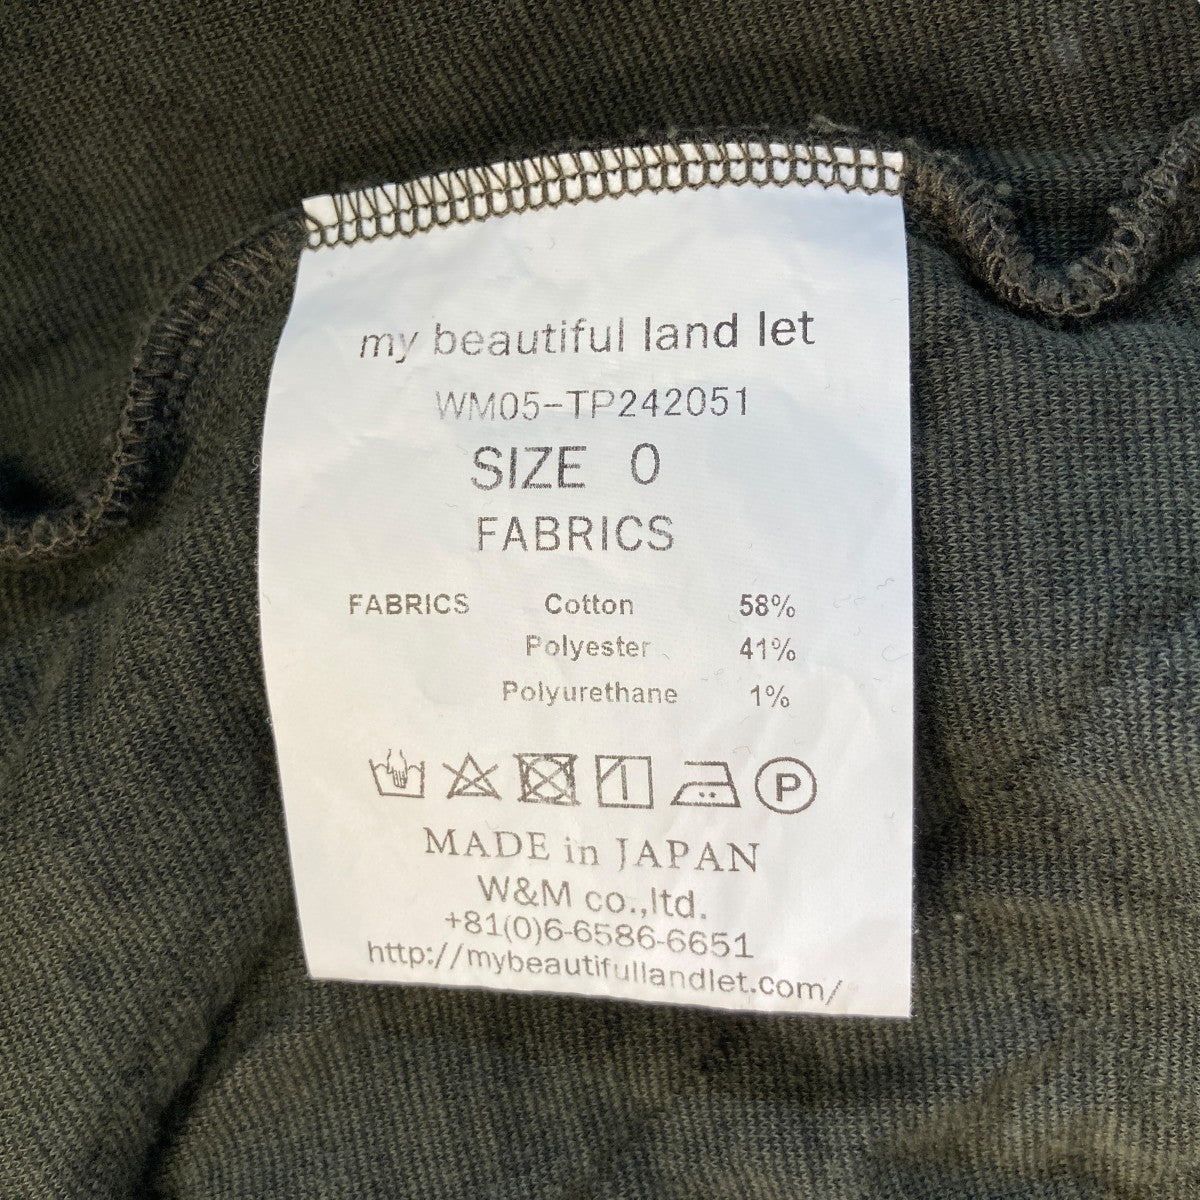 my beautiful land let
WM05-TP242051
SIZE 0
FABRICS
FABRICS Cotton 58%
Polyester 41%
Polyurethane 1%
P
MADE in JAPAN
W&M co.,ltd.
+81(0)6-6586-6651
http://mybeautifullandlet.com/